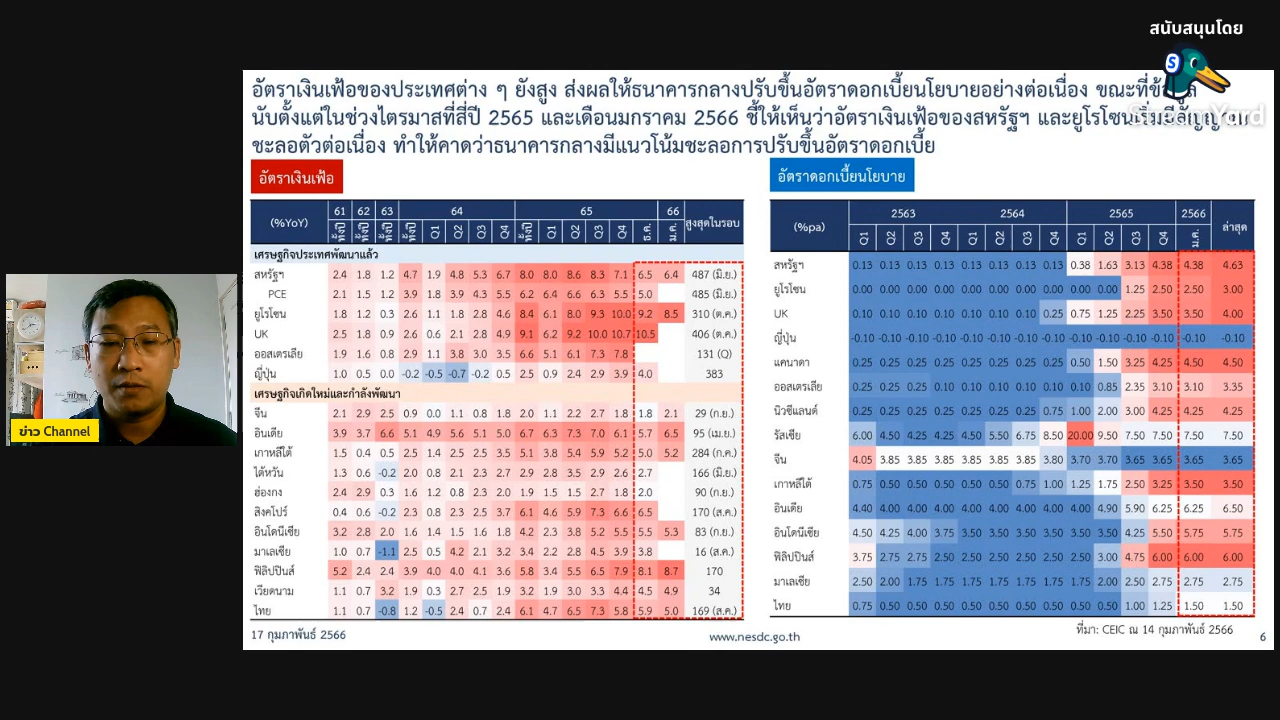 สนับสนุนโดย
StreamYard
อัตราเงินเฟ้อของประเทศต่าง ๆ ยังสูง ส่งผลให้ธนาคารกลางปรับขึ้นอัตราดอกเบี้ยนโยบายอย่างต่อเนื่อง ขณะที่ข้อมูล
นับตั้งแต่ในช่วงไตรมาสที่สี่ปี 2565 และเดือนมกราคม 2566 ชี้ให้เห็นว่าอัตราเงินเฟ้อของสหรัฐฯ และยูโรโซน
ชะลอตัวต่อเนื่อง ทำให้คาดว่าธนาคารกลางมีแนวโน้มชะลอการปรับขึ้นอัตราดอกเบี้ย
อัตราเงินเฟ้อ
(%YoY) 61 62 63 64 65 66 สูงสุดในรอบ
ทั้งปี ทั้งปี ทั้งปี ทั้งปี Q1 Q2 Q3 Q4 ทั้งปี Q1 Q2 Q3 Q4 ธ.ค. ม.ค.
เศรษฐกิจประเทศพัฒนาแล้ว
สหรัฐฯ 2.4 1.8 1.2 4.7 1.9 4.8 5.3 6.7 8.0 8.0 8.6 8.3 7.1 6.5 6.4 487 (มิ.ย.)
PCE 2.1 1.5 1.2 3.9 1.8 3.9 4.3 5.5 6.2 6.4 6.6 6.3 5.5 5.0 485 (มิ.ย.)
ยูโรโซน 1.8 1.2 0.3 2.6 1.1 1.8 2.8 4.6 8.4 6.1 8.0 9.3 10.0 9.2 8.5 310 (ต.ค.)
UK 2.5 1.8 0.9 2.6 0.6 2.1 2.8 4.9 9.1 6.2 9.2 10.0 10.7 10.5 406 (ต.ค.)
ออสเตรเลีย 1.9 1.6 0.8 2.9 1.1 3.8 3.0 3.5 6.6 5.1 6.1 7.3 7.8 131 (Q)
ญี่ปุ่น 1.0 0.5 0.0 -0.2 -0.5 -0.7 -0.2 0.5 2.5 0.9 2.4 2.9 3.9 4.0 383
เศรษฐกิจเกิดใหม่และกำลังพัฒนา
จีน 2.1 2.9 2.5 0.9 0.0 1.1 0.8 1.8 2.0 1.1 2.2 2.7 1.8 1.8 2.1 29 (ก.ย.)
อินเดีย 3.9 3.7 6.6 5.1 4.9 5.6 5.1 5.0 6.7 6.3 7.3 7.0 6.1 5.7 6.5 95 (เม.ย.)
เกาหลีใต้ 1.5 0.4 0.5 2.5 1.4 2.5 2.5 3.5 5.1 3.8 5.4 5.9 5.2 5.0 5.2 284 (ก.ค.)
ไต้หวัน 1.3 0.6 -0.2 2.0 0.8 2.1 2.3 2.7 2.9 2.8 3.5 2.9 2.6 2.7 166 (มิ.ย.)
ฮ่องกง 2.4 2.9 0.3 1.6 1.2 0.8 2.3 2.0 1.9 1.5 1.5 2.7 1.8 2.0 90 (ก.ย.)
สิงคโปร์ 0.4 0.6 -0.2 2.3 0.8 2.3 2.5 3.7 6.1 4.6 5.9 7.3 6.6 6.5 170 (ส.ค.)
อินโดนีเซีย 3.2 2.8 2.0 1.6 1.4 1.5 1.6 1.8 4.2 2.3 3.8 5.2 5.5 5.5 5.3 83 (ก.ย.)
มาเลเซีย 1.0 0.7 -1.1 2.5 0.5 4.2 2.1 3.2 3.4 2.2 2.8 4.5 3.9 3.8 16 (ส.ค.)
ฟิลิปปินส์ 5.2 2.4 2.4 3.9 4.0 4.0 4.1 3.6 5.8 3.4 5.5 6.5 7.9 8.1 8.7 170
เวียดนาม 1.1 0.7 3.2 1.9 0.3 2.7 2.5 1.9 3.2 1.9 3.0 3.3 4.4 4.5 4.9 34
ไทย 1.1 0.7 -0.8 1.2 -0.5 2.4 0.7 2.4 6.1 4.7 6.5 7.3 5.8 5.9 5.0 169 (ส.ค.)
อัตราดอกเบี้ยนโยบาย
(%pa) 2563 2564 2565 2566 ล่าสุด
Q1 Q2 Q3 Q4 Q1 Q2 Q3 Q4 Q1 Q2 Q3 Q4 ม.ค.
สหรัฐฯ 0.13 0.13 0.13 0.13 0.13 0.13 0.13 0.13 0.38 1.63 3.13 4.38 4.38 4.63
ยูโรโซน 0.00 0.00 0.00 0.00 0.00 0.00 0.00 0.00 0.00 0.00 1.25 2.50 2.50 3.00
UK 0.10 0.10 0.10 0.10 0.10 0.10 0.10 0.25 0.75 1.25 2.25 3.50 3.50 4.00
ญี่ปุ่น -0.10 -0.10 -0.10 -0.10 -0.10 -0.10 -0.10 -0.10 -0.10 -0.10 -0.10 -0.10 -0.10 -0.10
แคนาดา 0.25 0.25 0.25 0.25 0.25 0.25 0.25 0.25 0.50 1.50 3.25 4.25 4.50 4.50
ออสเตรเลีย 0.25 0.25 0.25 0.10 0.10 0.10 0.10 0.10 0.10 0.85 2.35 3.10 3.10 3.35
นิวซีแลนด์ 0.25 0.25 0.25 0.25 0.25 0.25 0.25 0.75 1.00 2.00 3.00 4.25 4.25 4.25
รัสเซีย 6.00 4.50 4.25 4.25 4.50 5.50 6.75 8.50 20.00 9.50 7.50 7.50 7.50 7.50
จีน 4.05 3.85 3.85 3.85 3.85 3.85 3.85 3.80 3.70 3.70 3.65 3.65 3.65 3.65
เกาหลีใต้ 0.75 0.50 0.50 0.50 0.50 0.50 0.75 1.00 1.25 1.75 2.50 3.25 3.50 3.50
อินเดีย 4.40 4.00 4.00 4.00 4.00 4.00 4.00 4.00 4.00 4.90 5.90 6.25 6.25 6.50
อินโดนีเซีย 4.50 4.25 4.00 3.75 3.50 3.50 3.50 3.50 3.50 3.50 4.25 5.50 5.75 5.75
ฟิลิปปินส์ 3.75 2.75 2.75 2.50 2.50 2.50 2.50 2.50 2.50 3.00 4.75 6.00 6.00 6.00
มาเลเซีย 2.50 2.00 1.75 1.75 1.75 1.75 1.75 1.75 1.75 2.00 2.50 2.75 2.75 2.75
ไทย 0.75 0.50 0.50 0.50 0.50 0.50 0.50 0.50 0.50 0.50 1.00 1.25 1.50 1.50
ข่าว Channel
17 กุมภาพันธ์ 2566
www.nesdc.go.th
ที่มา: CEIC ณ 14 กุมภาพันธ์ 2566
6